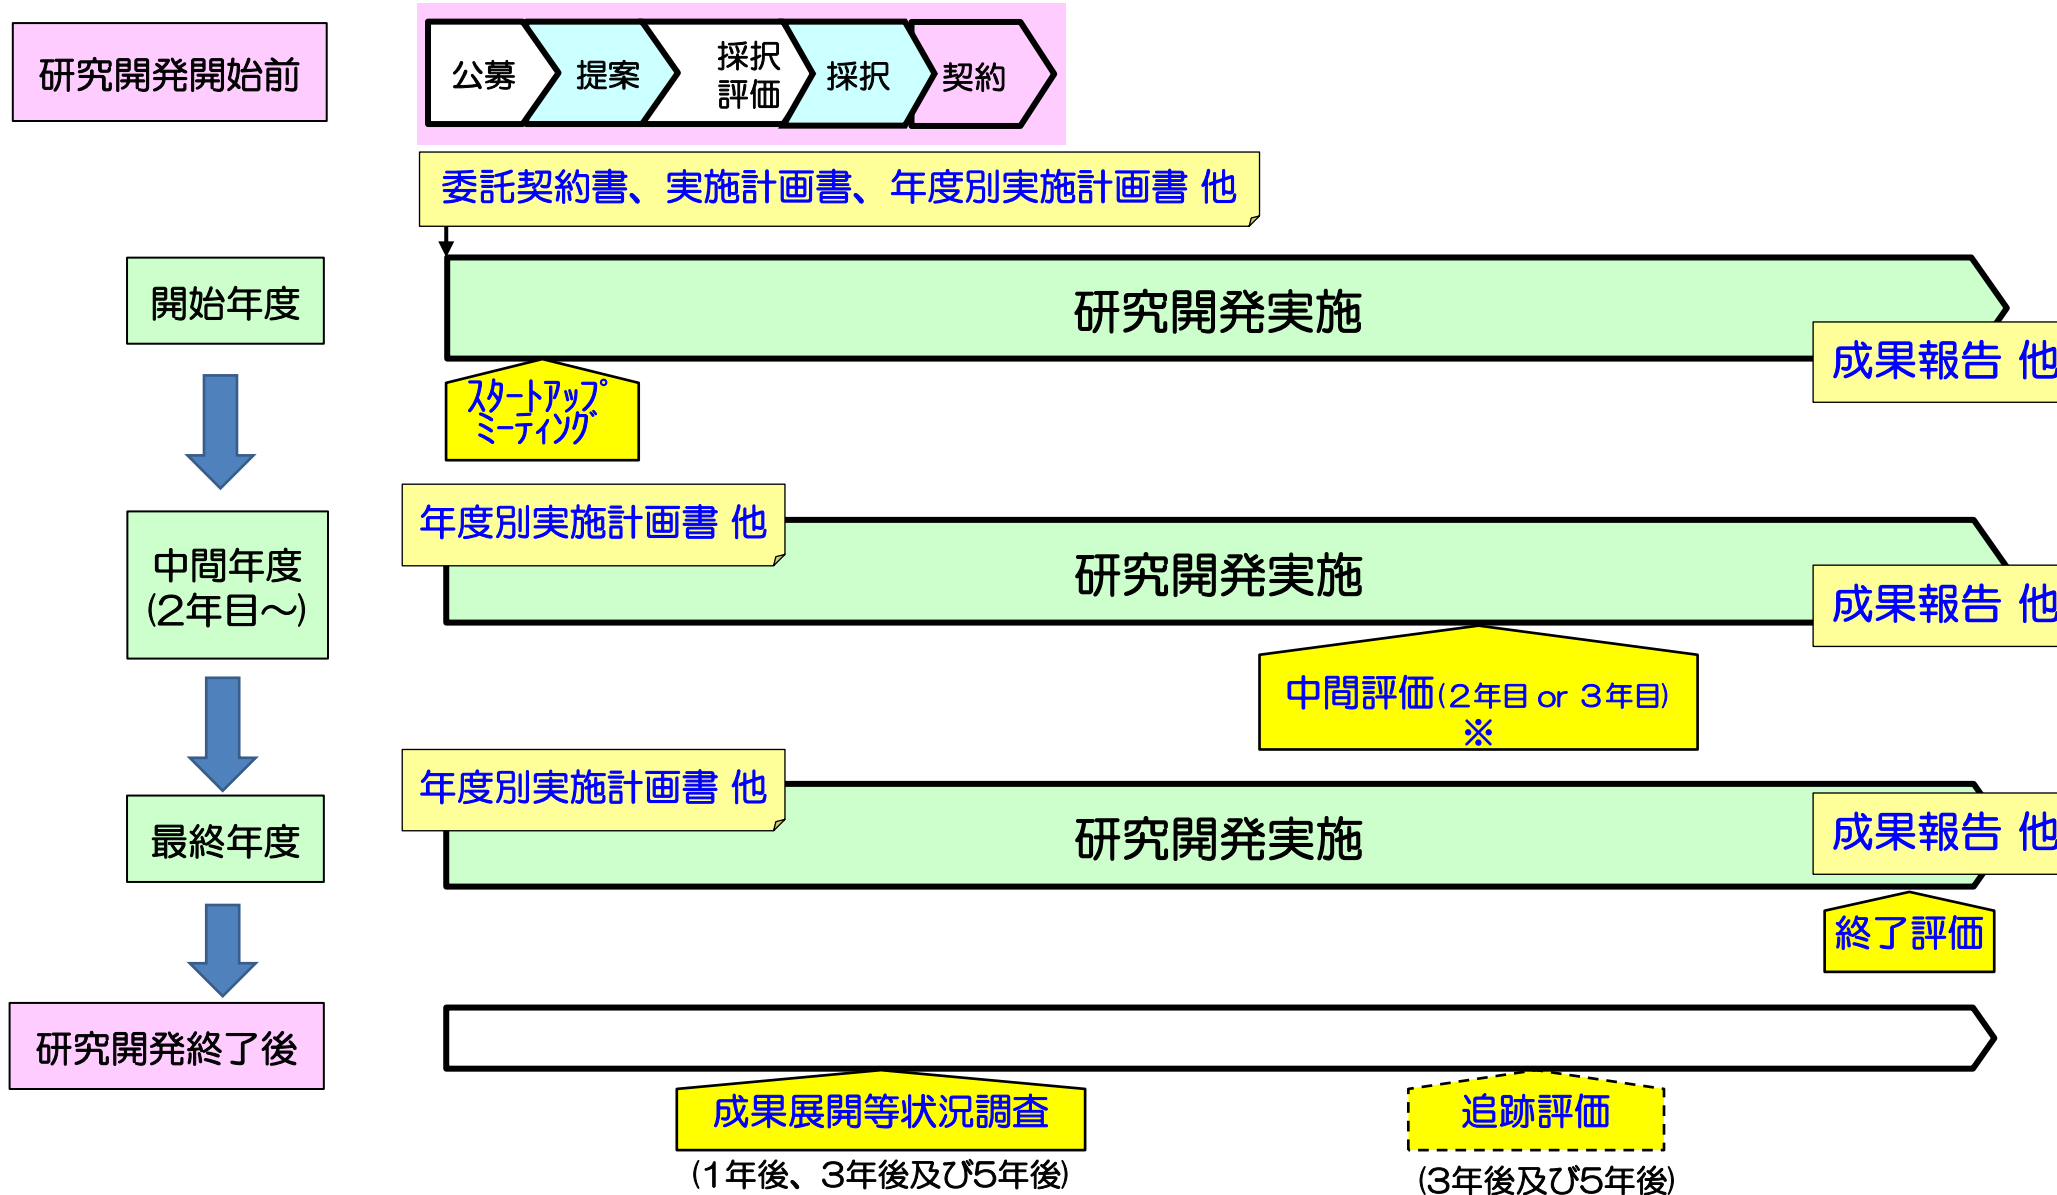 研究開発開始前
公募
提案
採択
評価
採択
契約
委託契約書、実施計画書、年度別実施計画書 他
開始年度
研究開発実施
成果報告 他
ｽﾀｰﾄｱｯﾌﾟ
ﾐｰﾃｨﾝｸﾞ
年度別実施計画書 他
中間年度
(２年目～)
研究開発実施
成果報告 他
中間評価(２年目 or ３年目)
※
年度別実施計画書 他
最終年度
研究開発実施
成果報告 他
終了評価
研究開発終了後
成果展開等状況調査
(１年後、３年後及び５年後)
追跡評価
(３年後及び５年後)